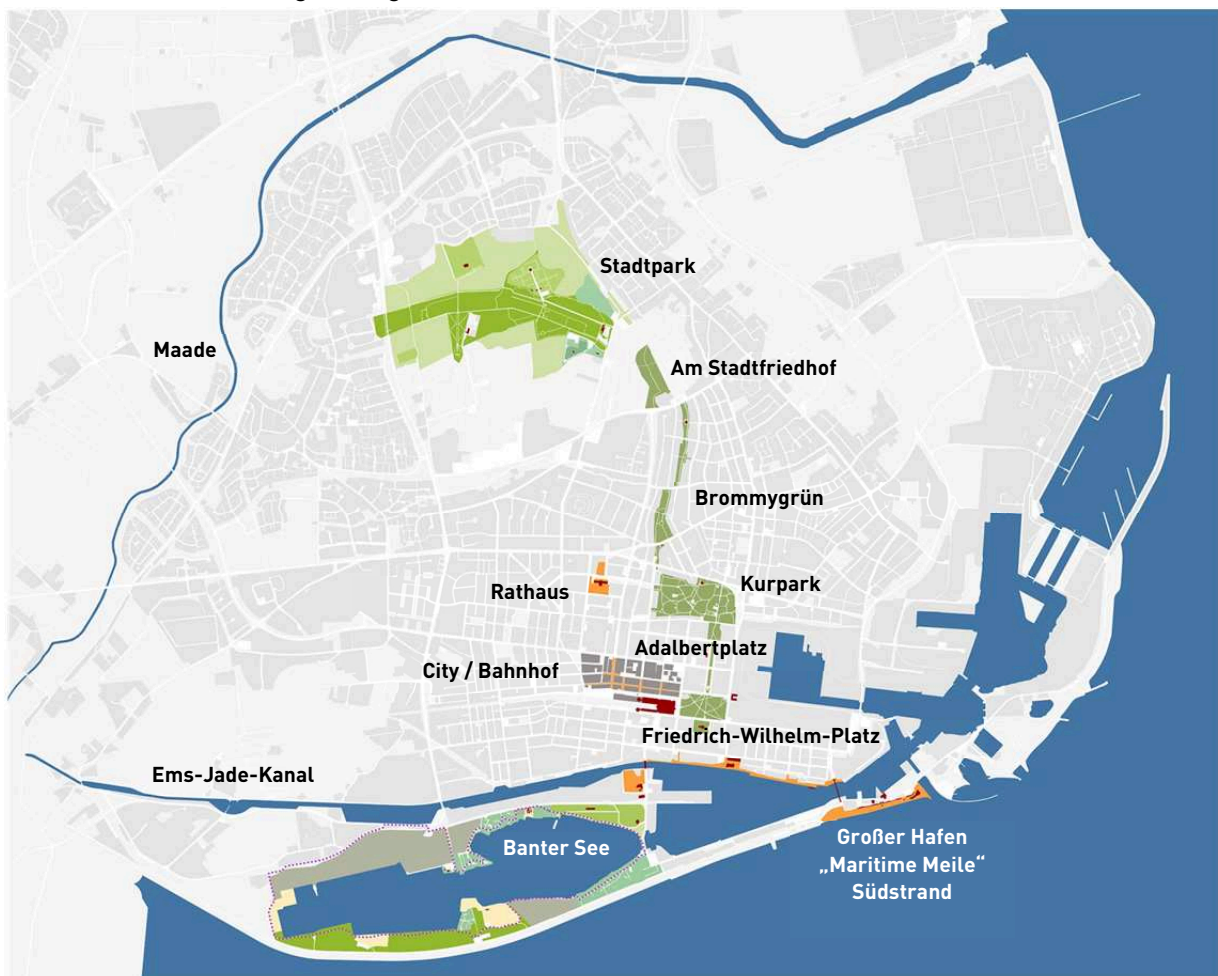 Stadtpark
Maade
Am Stadtfriedhof
Brommygrün
Rathaus
Kurpark
Adalbertplatz
City / Bahnhof
Friedrich-Wilhelm-Platz
Ems-Jade-Kanal
Banter See
Großer Hafen
„Maritime Meile“
Südstrand